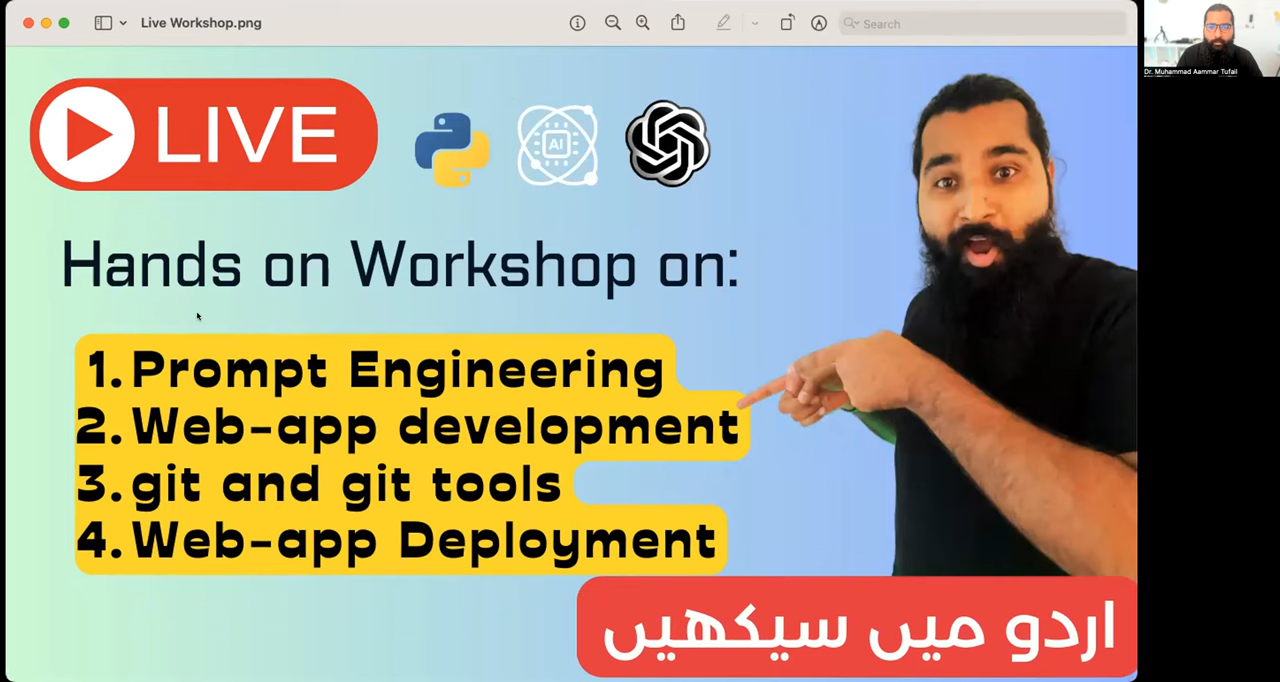 Live Workshop.png
Search
Dr. Muhammad Aammar Tufail
LIVE
AI
Hands on Workshop on:
1. Prompt Engineering
2. Web-app development
3. git and git tools
4. Web-app Deployment
اردو میں سیکھیں